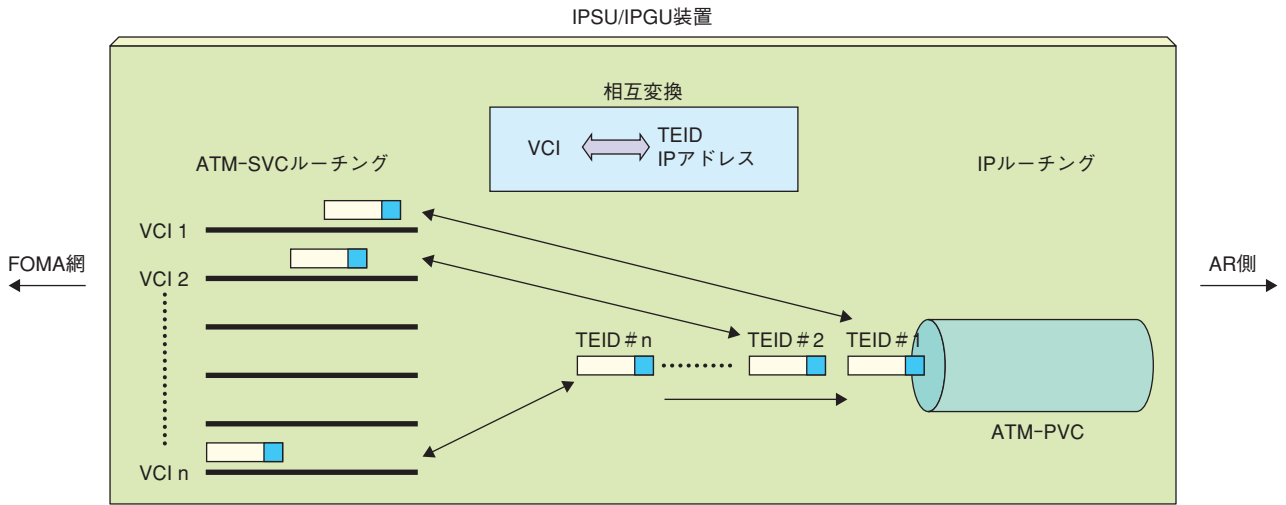 IPSU/IPGU装置
相互変換
VCI
TEID
IPアドレス
ATM-SVCルーチング
IPルーチング
VCI 1
VCI 2
VCI n
FOMA網
AR側
TEID＃n
TEID＃2
TEID＃1
ATM-PVC